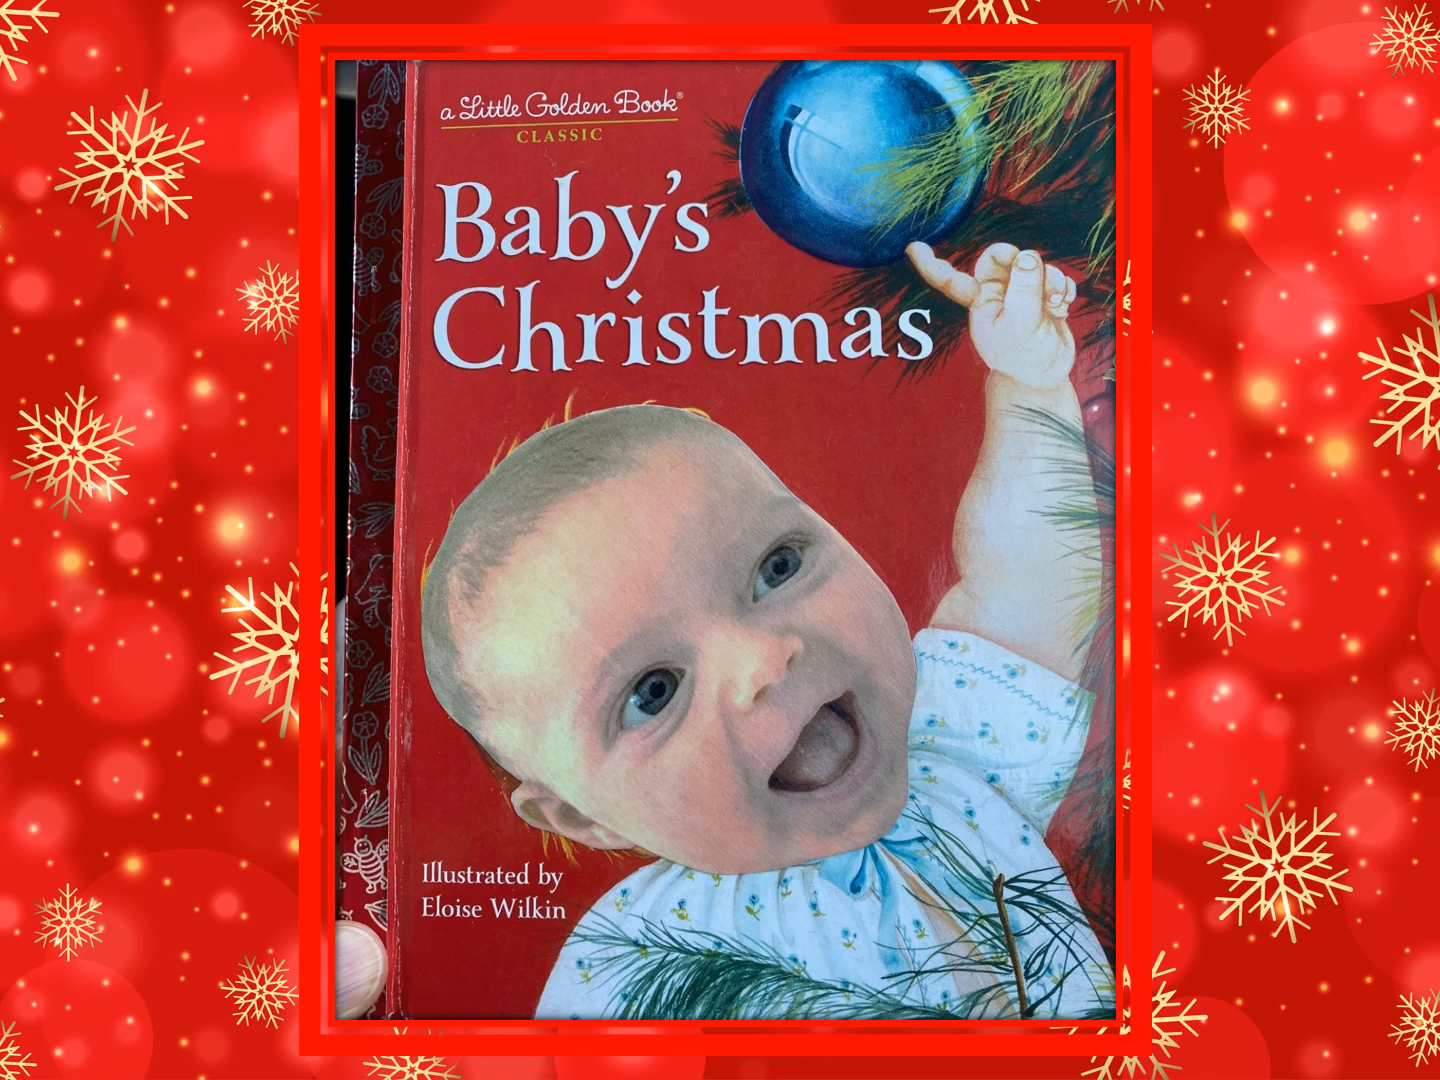 a Little Golden Book®
CLASSIC
Baby's
Christmas
Illustrated by
Eloise Wilkin